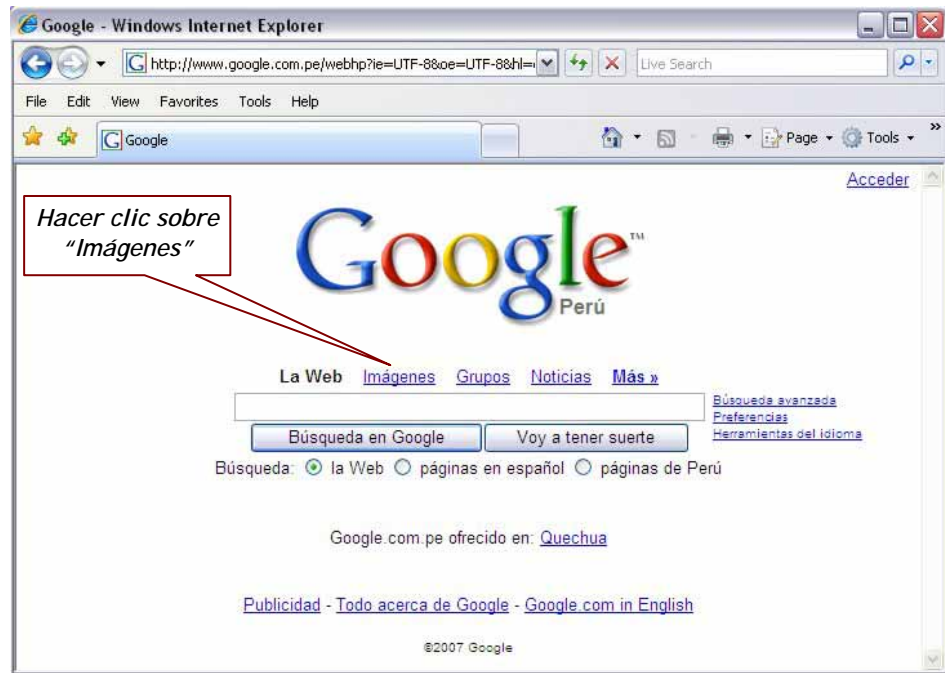 Google - Windows Internet Explorer
http://www.google.com.pe/webhp?ie=UTF-8&oe=UTF-8&hl=
Live Search
File Edit View Favorites Tools Help
Google
Page Tools
Acceder
Hacer clic sobre
“Imágenes”
Google™
Perú
La Web Imágenes Grupos Noticias Más »
Búsqueda avanzada
Preferencias
Herramientas del idioma
Búsqueda en Google Voy a tener suerte
Búsqueda: la Web páginas en español páginas de Perú
Google.com.pe ofrecido en: Quechua
Publicidad - Todo acerca de Google - Google.com in English
©2007 Google